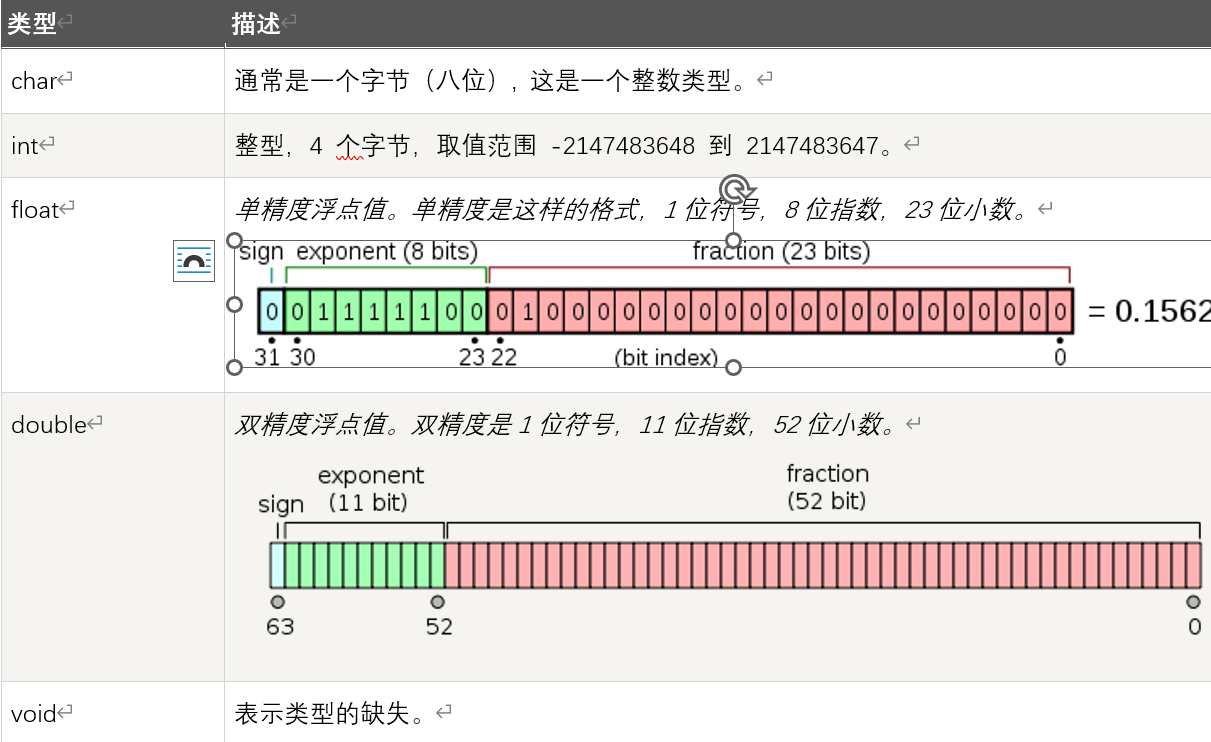 类型 描述
char 通常是一个字节（八位），这是一个整数类型。
int 整型，4 个字节，取值范围 -2147483648 到 2147483647。
float 单精度浮点值。单精度是这样的格式，1 位符号，8 位指数，23 位小数。
sign exponent (8 bits) fraction (23 bits)
0 0 1 1 1 1 1 0 0 0 1 0 0 0 0 0 0 0 0 0 0 0 0 0 0 0 0 0 0 0 0 0 = 0.1562
31 30 23 22 (bit index) 0
double 双精度浮点值。双精度是 1 位符号，11 位指数，52 位小数。
exponent fraction
sign (11 bit) (52 bit)
63 52 0
void 表示类型的缺失。